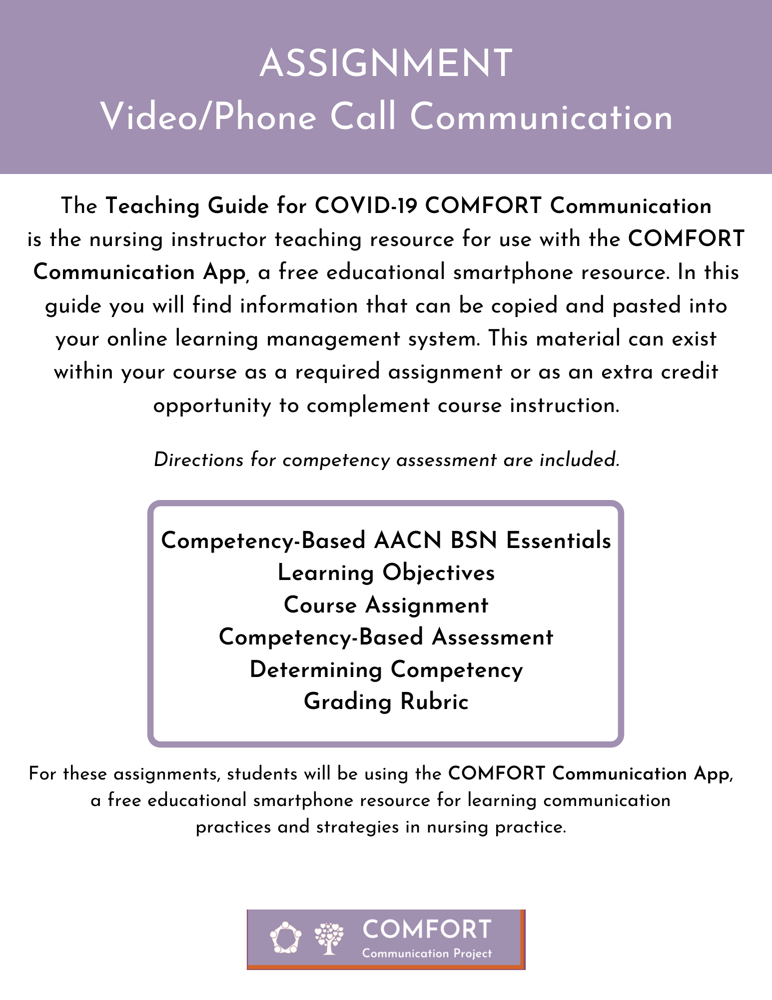 ASSIGNMENT
Video/Phone Call Communication
The Teaching Guide for COVID-19 COMFORT Communication
is the nursing instructor teaching resource for use with the COMFORT
Communication App, a free educational smartphone resource. In this
guide you will find information that can be copied and pasted into
your online learning management system. This material can exist
within your course as a required assignment or as an extra credit
opportunity to complement course instruction.
Directions for competency assessment are included.
Competency-Based AACN BSN Essentials
Learning Objectives
Course Assignment
Competency-Based Assessment
Determining Competency
Grading Rubric
For these assignments, students will be using the COMFORT Communication App,
a free educational smartphone resource for learning communication
practices and strategies in nursing practice.
COMFORT
Communication Project